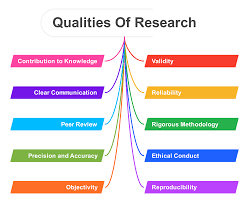 Qualities Of Research
Contribution to Knowledge
Validity
Clear Communication
Reliability
Peer Review
Rigorous Methodology
Precision and Accuracy
Ethical Conduct
Objectivity
Reproducibility